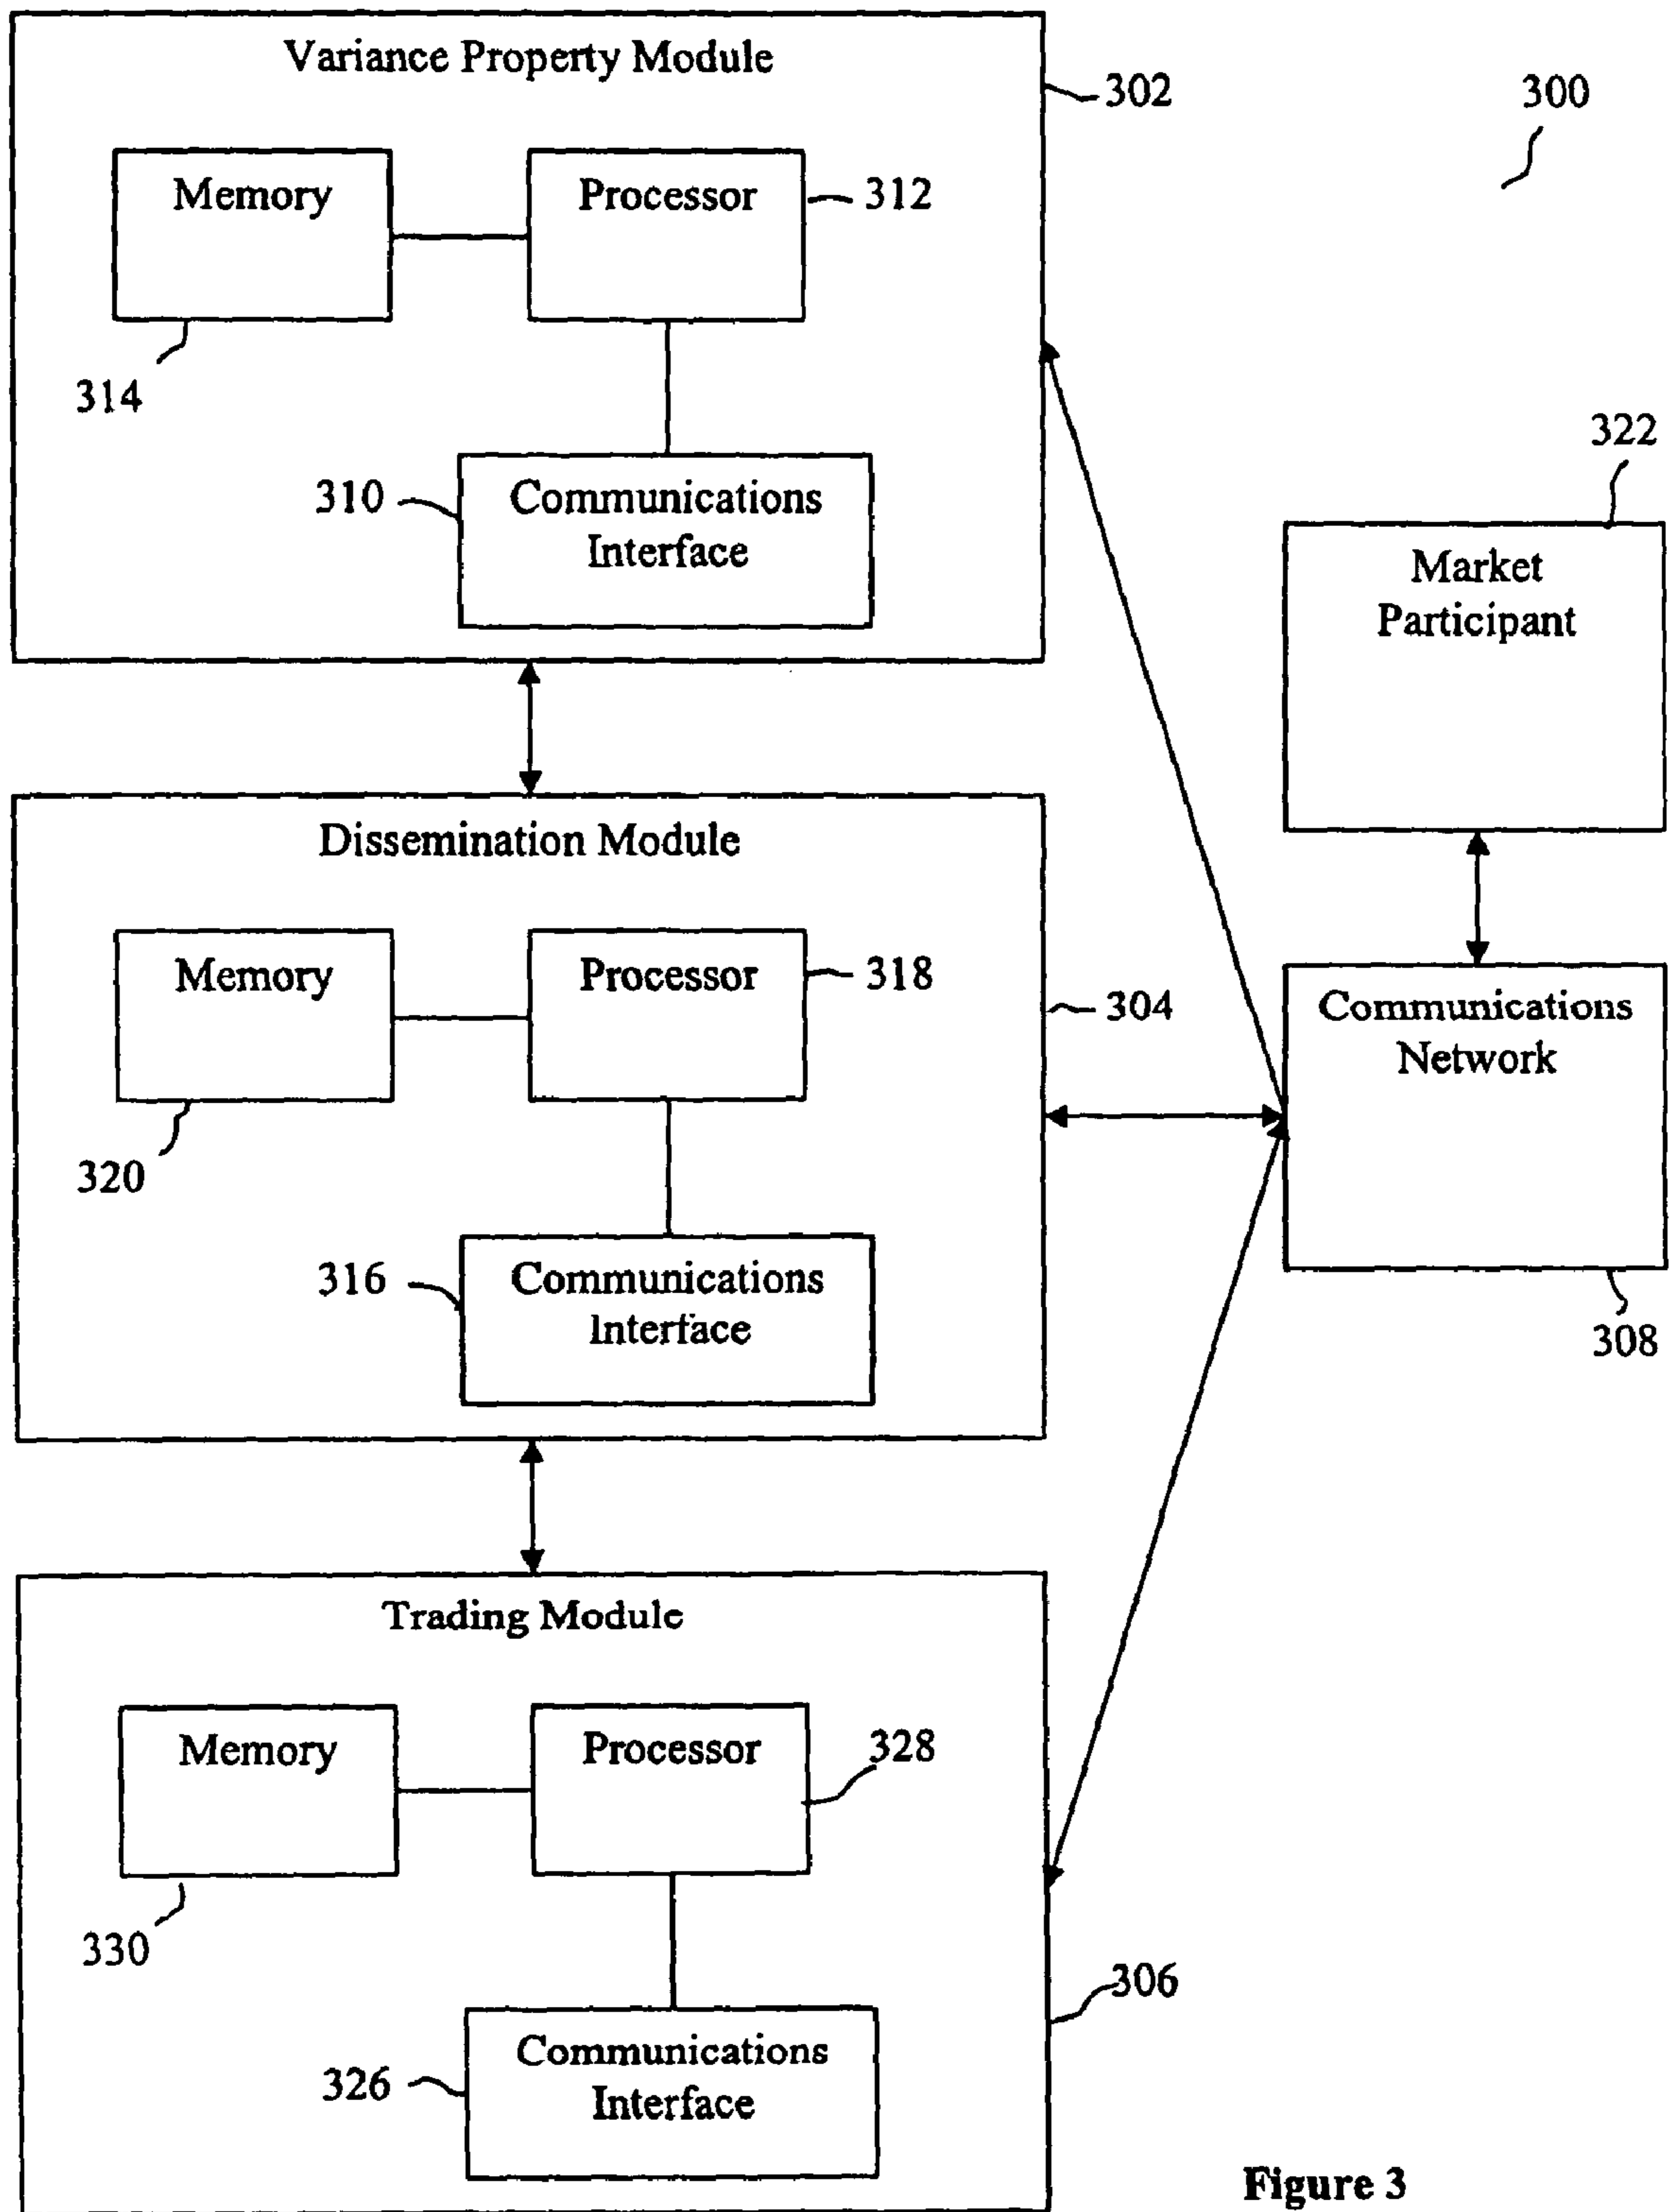 Variance Property Module
302
300
Memory
Processor
312
314
310
Communications
Interface
322
Market
Participant
Dissemination Module
Memory
Processor
318
304
Communications
Network
320
316
Communications
Interface
308
Trading Module
Memory
Processor
328
330
306
326
Communications
Interface
Figure 3